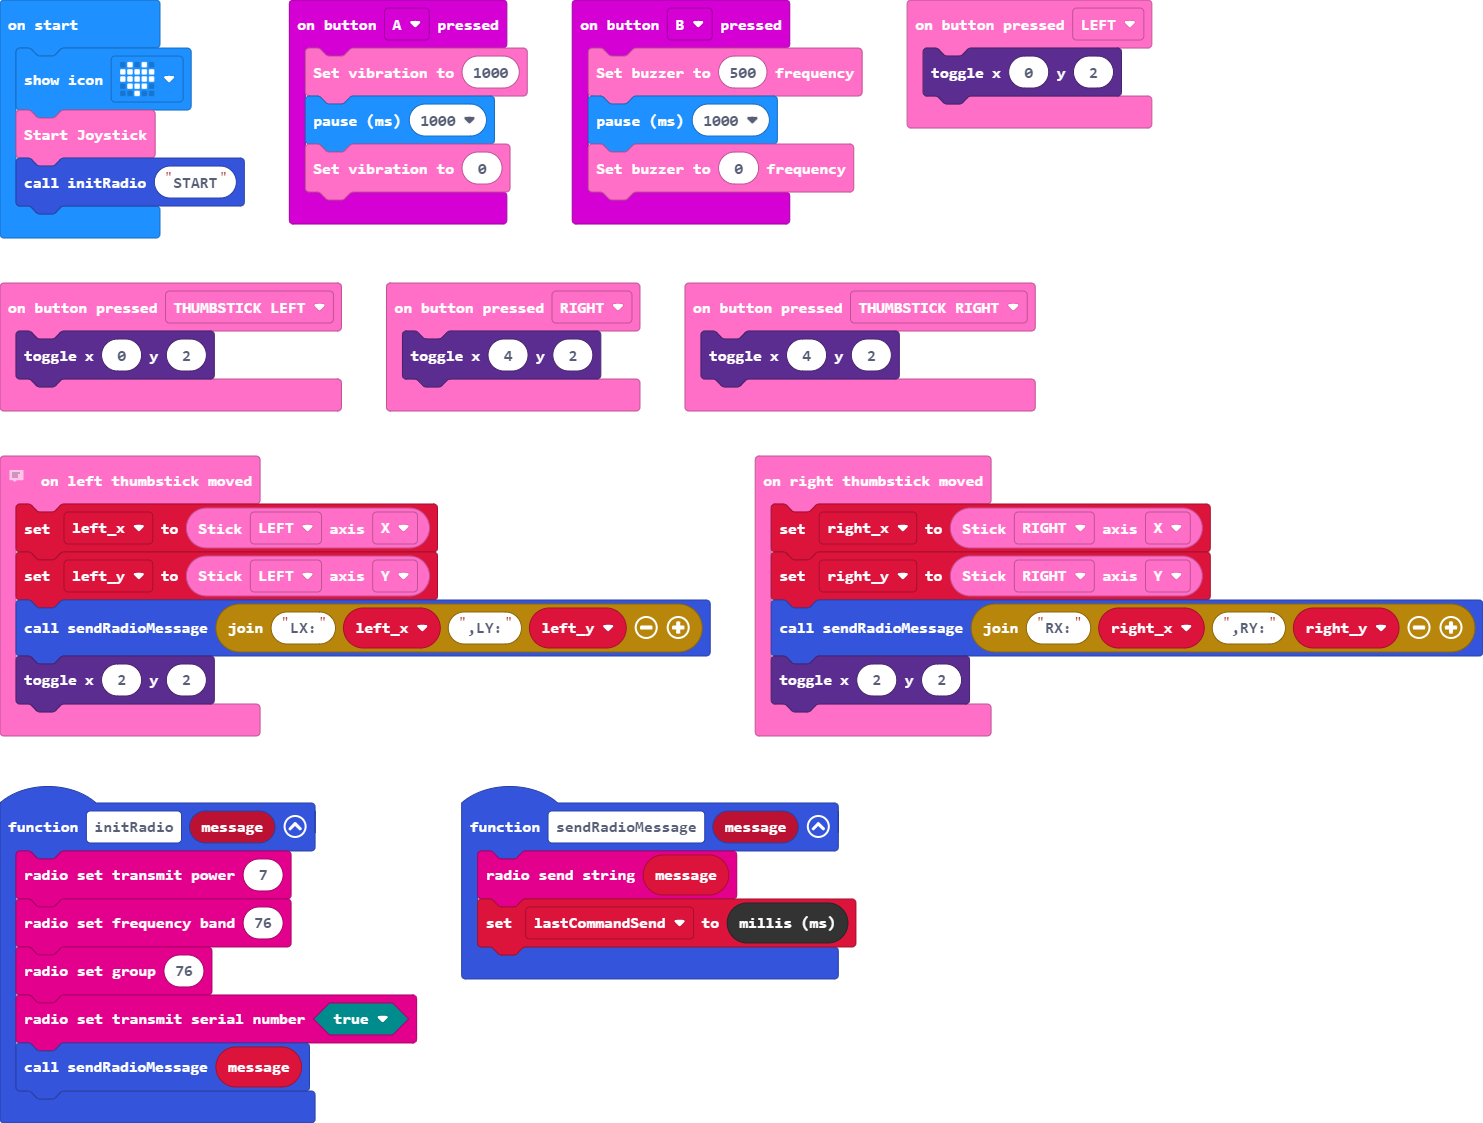 on start
show icon
Start Joystick
call initRadio "START"
on button A pressed
Set vibration to 1000
pause (ms) 1000
Set vibration to 0
on button B pressed
Set buzzer to 500 frequency
pause (ms) 1000
Set buzzer to 0 frequency
on button pressed LEFT
toggle x 0 y 2
on button pressed THUMBSTICK LEFT
toggle x 0 y 2
on button pressed RIGHT
toggle x 4 y 2
on button pressed THUMBSTICK RIGHT
toggle x 4 y 2
on left thumbstick moved
set left_x to Stick LEFT axis X
set left_y to Stick LEFT axis Y
call sendRadioMessage join "LX:" left_x ",LY:" left_y
toggle x 2 y 2
on right thumbstick moved
set right_x to Stick RIGHT axis X
set right_y to Stick RIGHT axis Y
call sendRadioMessage join "RX:" right_x ",RY:" right_y
toggle x 2 y 2
function initRadio message
radio set transmit power 7
radio set frequency band 76
radio set group 76
radio set transmit serial number true
call sendRadioMessage message
function sendRadioMessage message
radio send string message
set lastCommandSend to millis (ms)